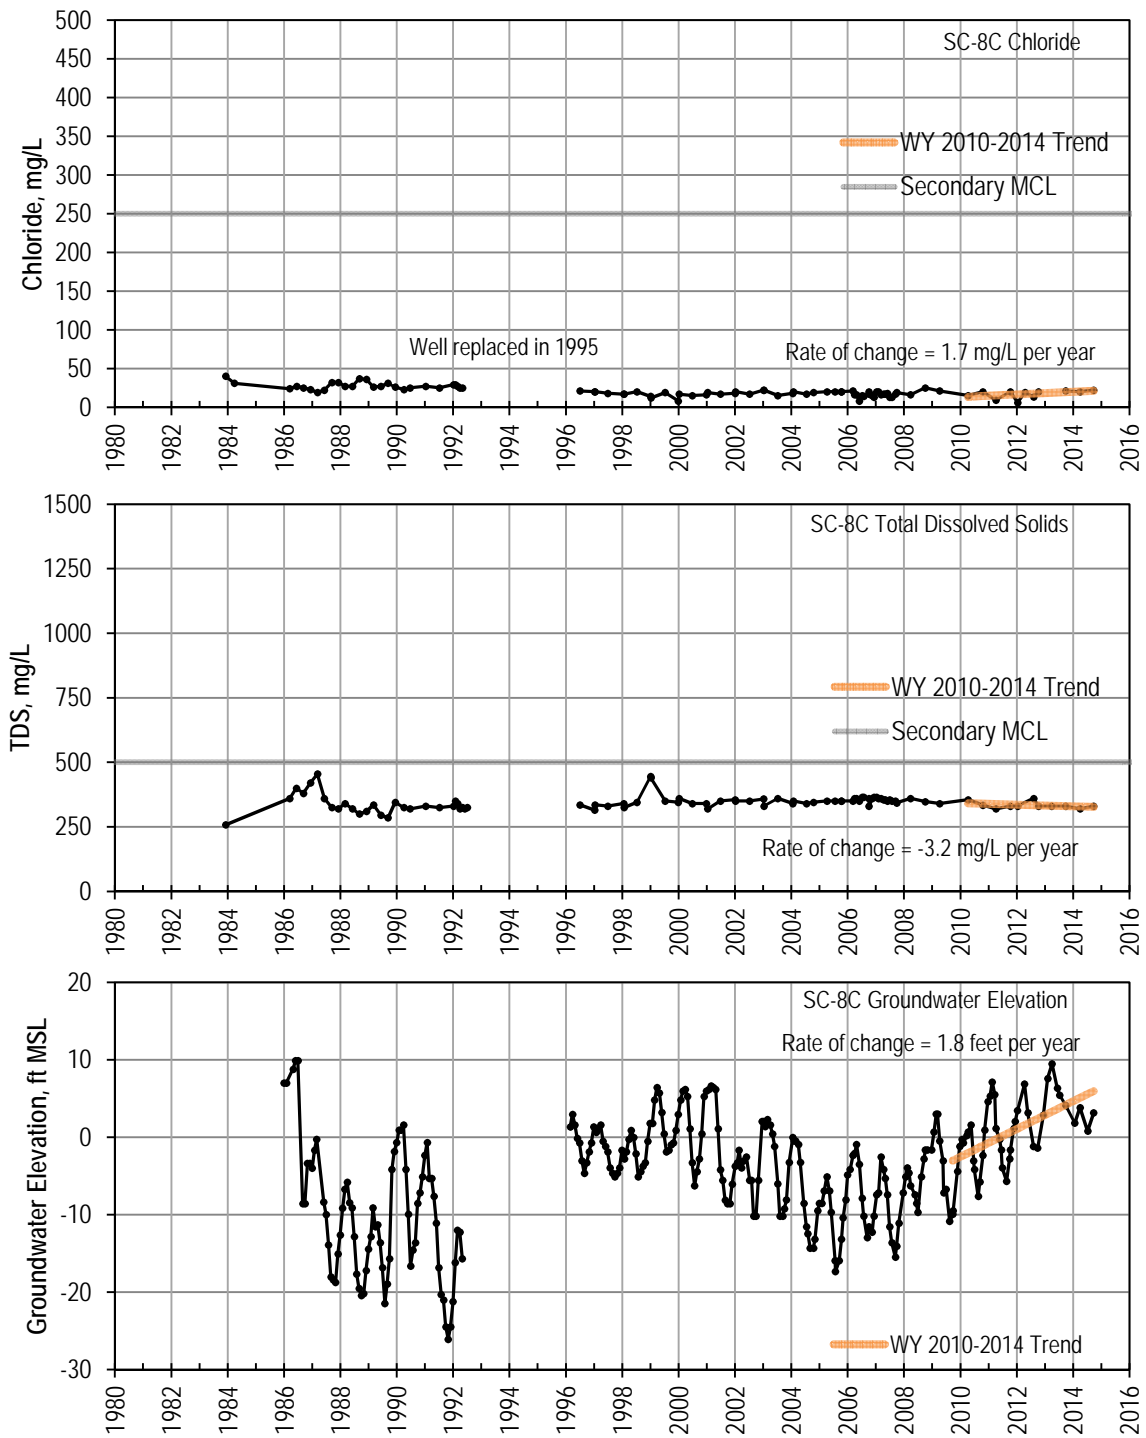 SC-8C Chloride
Chloride, mg/L
500
450
400
350
300
250
200
150
100
50
0
WY 2010-2014 Trend
Secondary MCL
Well replaced in 1995
Rate of change = 1.7 mg/L per year
1980 1982 1984 1986 1988 1990 1992 1994 1996 1998 2000 2002 2004 2006 2008 2010 2012 2014 2016
SC-8C Total Dissolved Solids
TDS, mg/L
1500
1250
1000
750
500
250
0
WY 2010-2014 Trend
Secondary MCL
Rate of change = -3.2 mg/L per year
1980 1982 1984 1986 1988 1990 1992 1994 1996 1998 2000 2002 2004 2006 2008 2010 2012 2014 2016
SC-8C Groundwater Elevation
Rate of change = 1.8 feet per year
Groundwater Elevation, ft MSL
20
10
0
-10
-20
-30
WY 2010-2014 Trend
1980 1982 1984 1986 1988 1990 1992 1994 1996 1998 2000 2002 2004 2006 2008 2010 2012 2014 2016